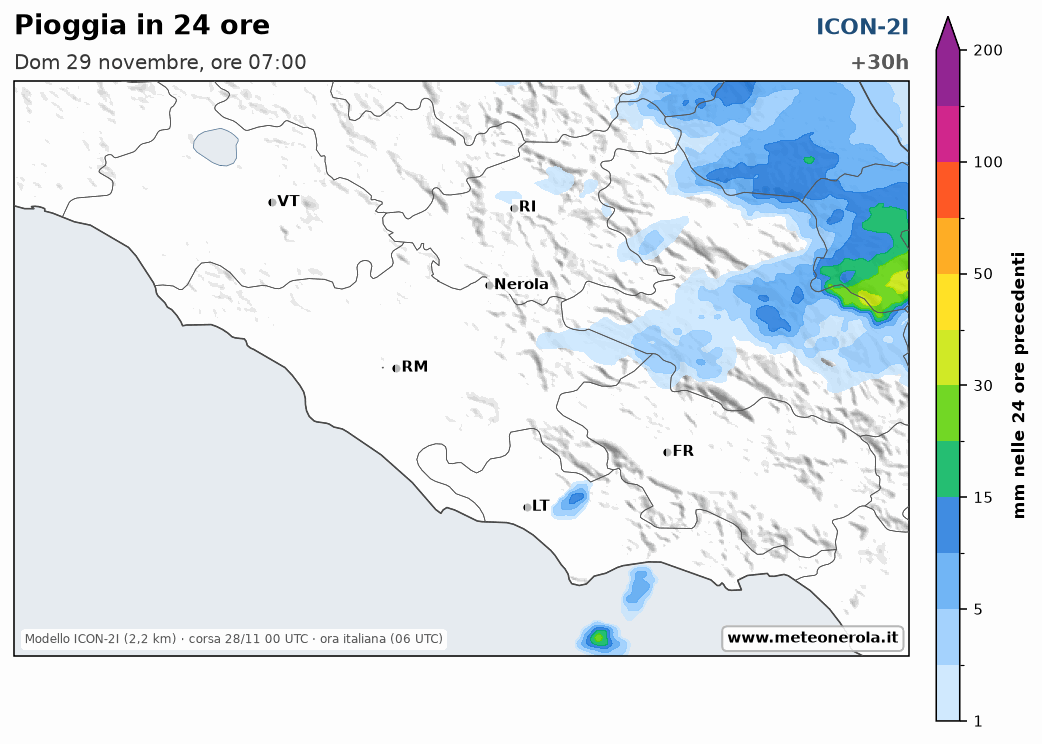 Pioggia in 24 ore
ICON-2I
Dom 29 novembre, ore 07:00
+30h
VT
RI
Nerola
RM
FR
LT
Modello ICON-2I (2,2 km) · corsa 28/11 00 UTC · ora italiana (06 UTC)
www.meteonerola.it
200
100
50
30
15
5
1
mm nelle 24 ore precedenti